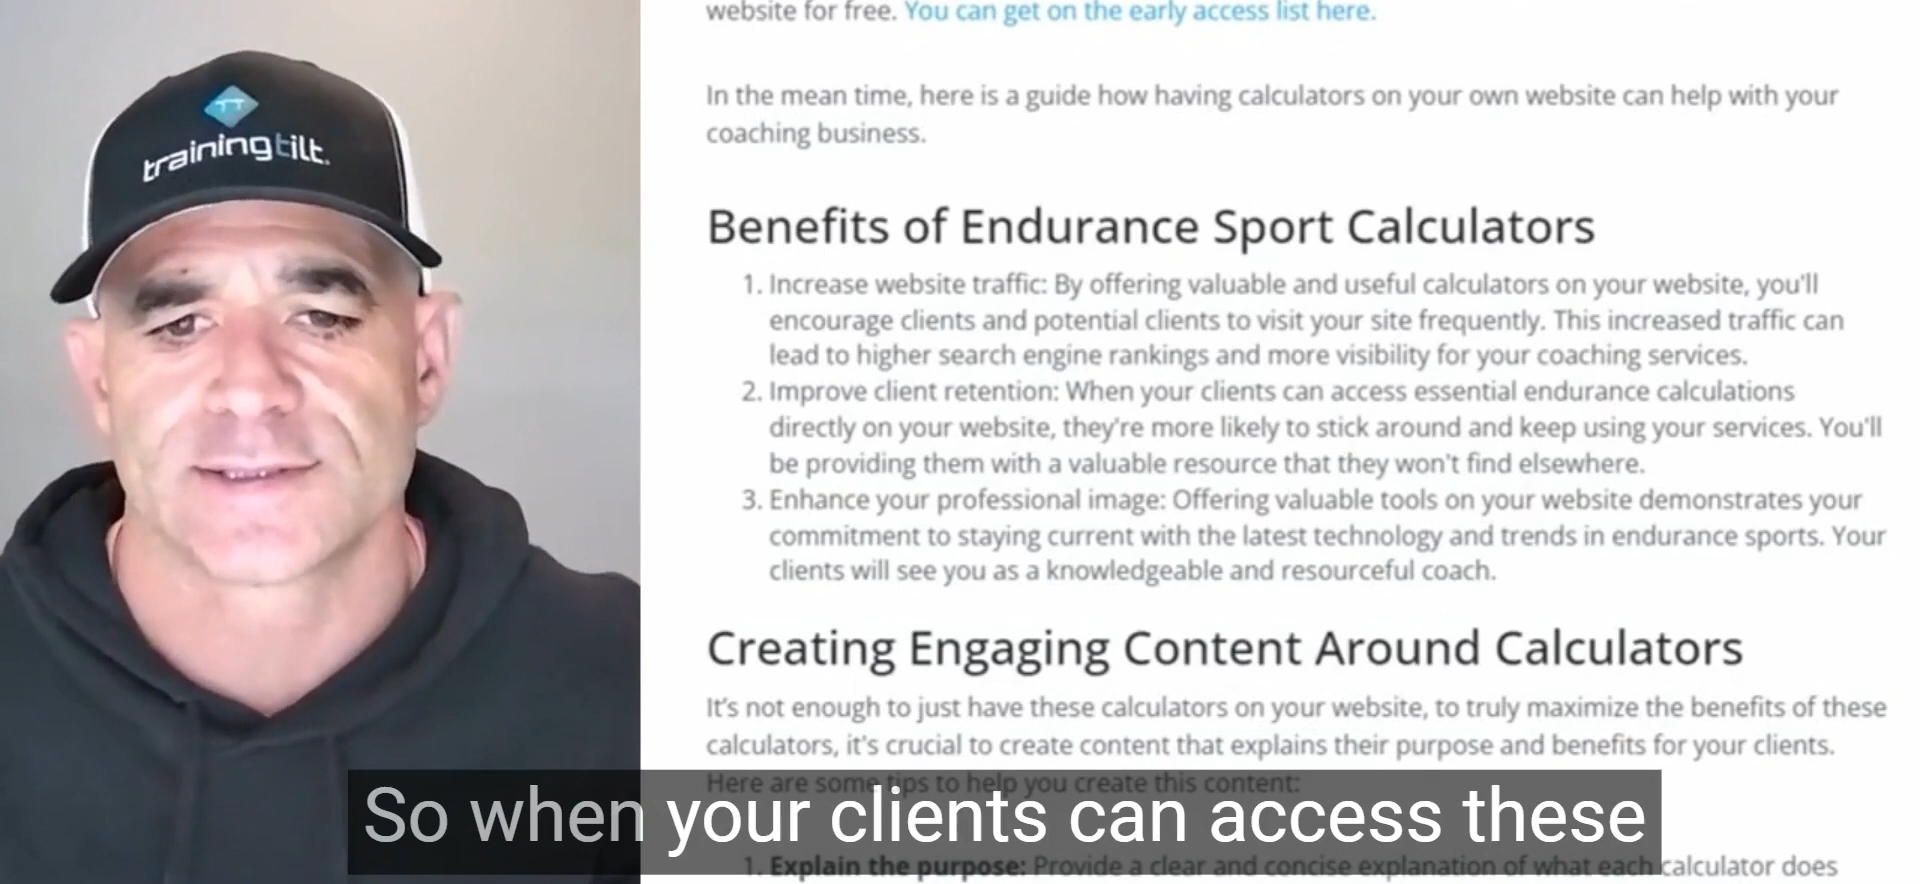 trainingtilt.
website for free. You can get on the early access list here.
In the mean time, here is a guide how having calculators on your own website can help with your
coaching business.
Benefits of Endurance Sport Calculators
1. Increase website traffic: By offering valuable and useful calculators on your website, you'll
encourage clients and potential clients to visit your site frequently. This increased traffic can
lead to higher search engine rankings and more visibility for your coaching services.
2. Improve client retention: When your clients can access essential endurance calculations
directly on your website, they're more likely to stick around and keep using your services. You'll
be providing them with a valuable resource that they won't find elsewhere.
3. Enhance your professional image: Offering valuable tools on your website demonstrates your
commitment to staying current with the latest technology and trends in endurance sports. Your
clients will see you as a knowledgeable and resourceful coach.
Creating Engaging Content Around Calculators
It's not enough to just have these calculators on your website, to truly maximize the benefits of these
calculators, it's crucial to create content that explains their purpose and benefits for your clients.
Here are some tips to help you create this content:
So when your clients can access these
1. Explain the purpose: Provide a clear and concise explanation of what each calculator does